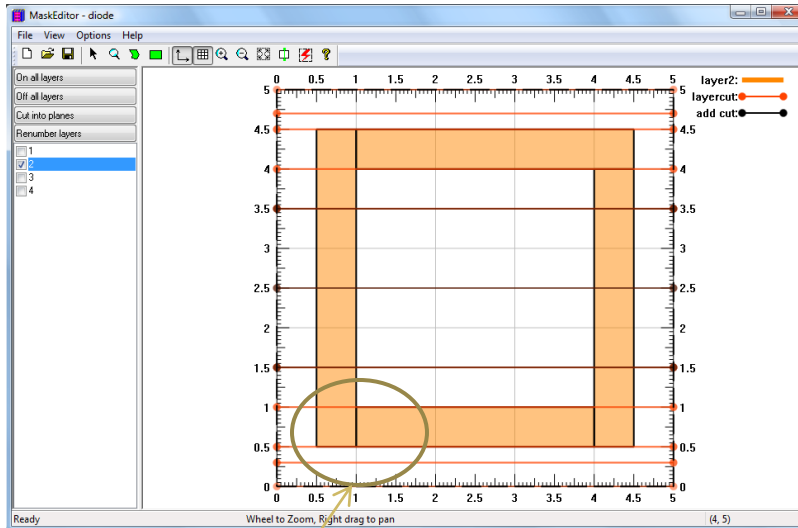 MaskEditor - diode
File View Options Help
On all layers
Off all layers
Cut into planes
Renumber layers
1
2
3
4
0 0.5 1 1.5 2 2.5 3 3.5 4 4.5 5
layer2:
layercut:
add cut:
5 5
4.5 4.5
4 4
3.5 3.5
3 3
2.5 2.5
2 2
1.5 1.5
1 1
0.5 0.5
0 0
0 0.5 1 1.5 2 2.5 3 3.5 4 4.5 5
Ready Wheel to Zoom, Right drag to pan (4, 5)